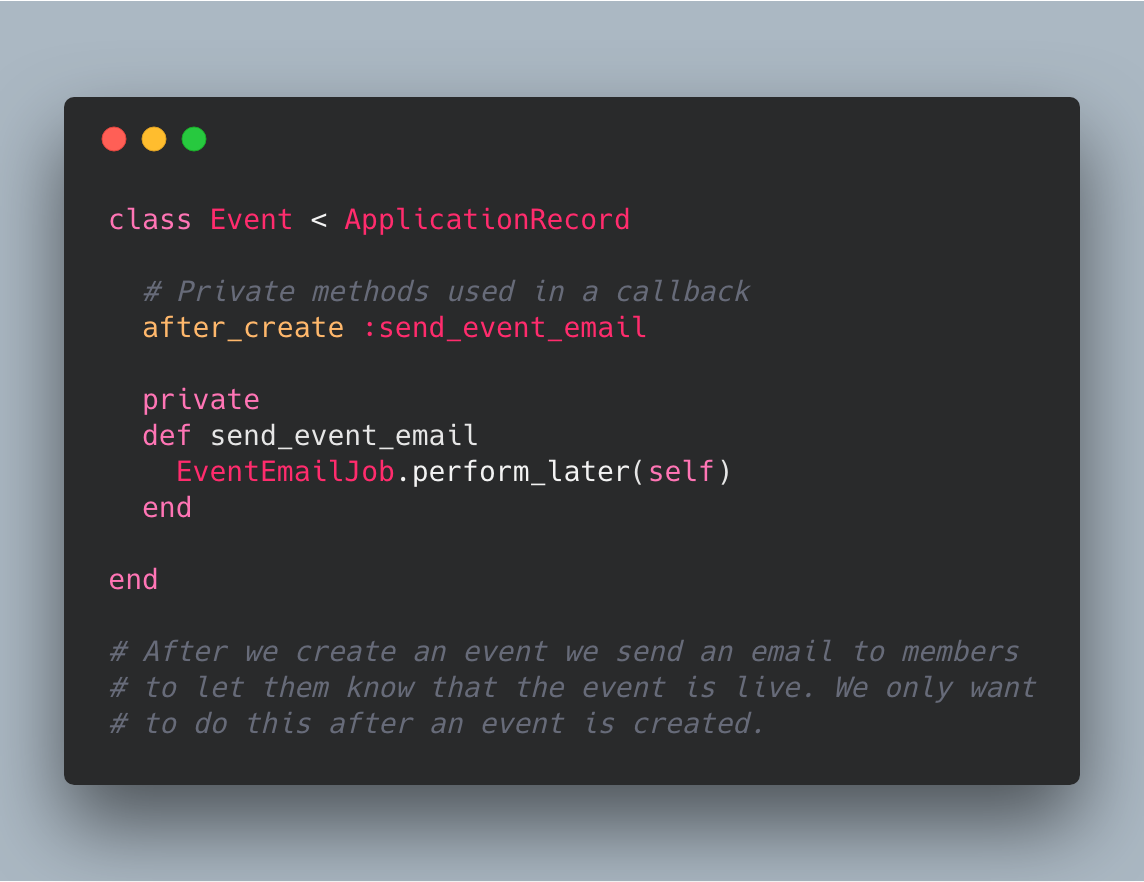 class Event < ApplicationRecord
# Private methods used in a callback
after_create :send_event_email
private
def send_event_email
EventEmailJob.perform_later(self)
end
end
# After we create an event we send an email to members
# to let them know that the event is live. We only want
# to do this after an event is created.